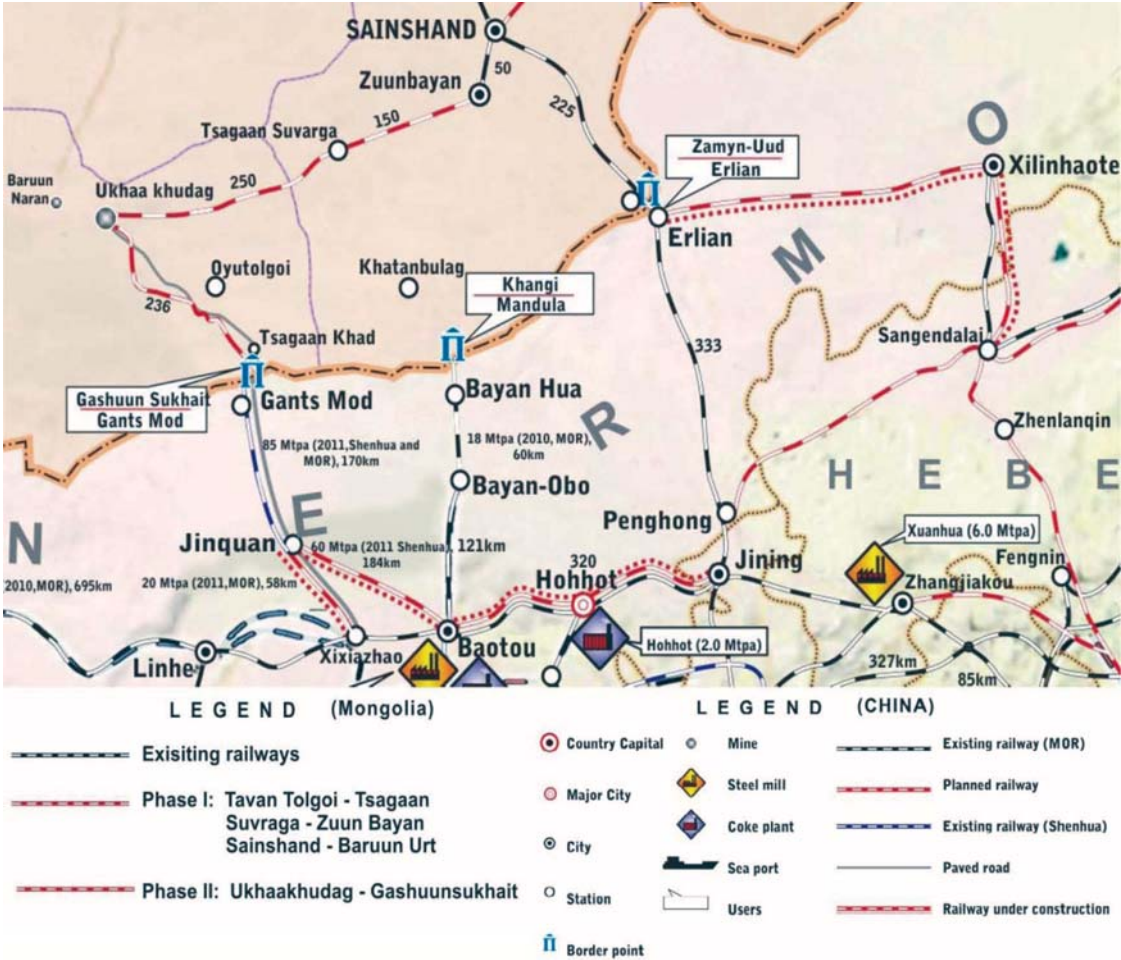 SAINSHAND
50
Zuunbayan
225
150
Tsagaan Suvarga
Zamyn-Uud
Erlian
O
Xilinhaote
Baruun
Naran
Ukhaa khudag
250
Erlian
M
Oyutolgoi
Khatanbulag
Khangi
Mandula
236
333
Tsagaan Khad
Sangendalai
Gashuun Sukhait
Gants Mod
Gants Mod
Bayan Hua
R
Zhenlanqin
85 Mtpa (2011,Shenhua and
MOR), 170km
18 Mtpa (2010, MOR),
60km
Bayan-Obo
H E B E
N
E
Penghong
Xuanhua (6.0 Mtpa)
Jinquan
60 Mtpa (2011 Shenhua), 121km
184km
320
Jining
Fengnin
(2010,MOR), 695km
20 Mtpa (2011,MOR), 58km
Hohhot
Zhangjiakou
Linhe
Xixiazhao
Baotou
Hohhot (2.0 Mtpa)
327km
85km
LEGEND (Mongolia)
Exisiting railways
Phase I: Tavan Tolgoi - Tsagaan
Suvraga - Zuun Bayan
Sainshand - Baruun Urt
Phase II: Ukhaakhudag - Gashuunsukhait
Country Capital
Major City
City
Station
Border point
LEGEND (CHINA)
Mine
Steel mill
Coke plant
Sea port
Users
Existing railway (MOR)
Planned railway
Existing railway (Shenhua)
Paved road
Railway under construction